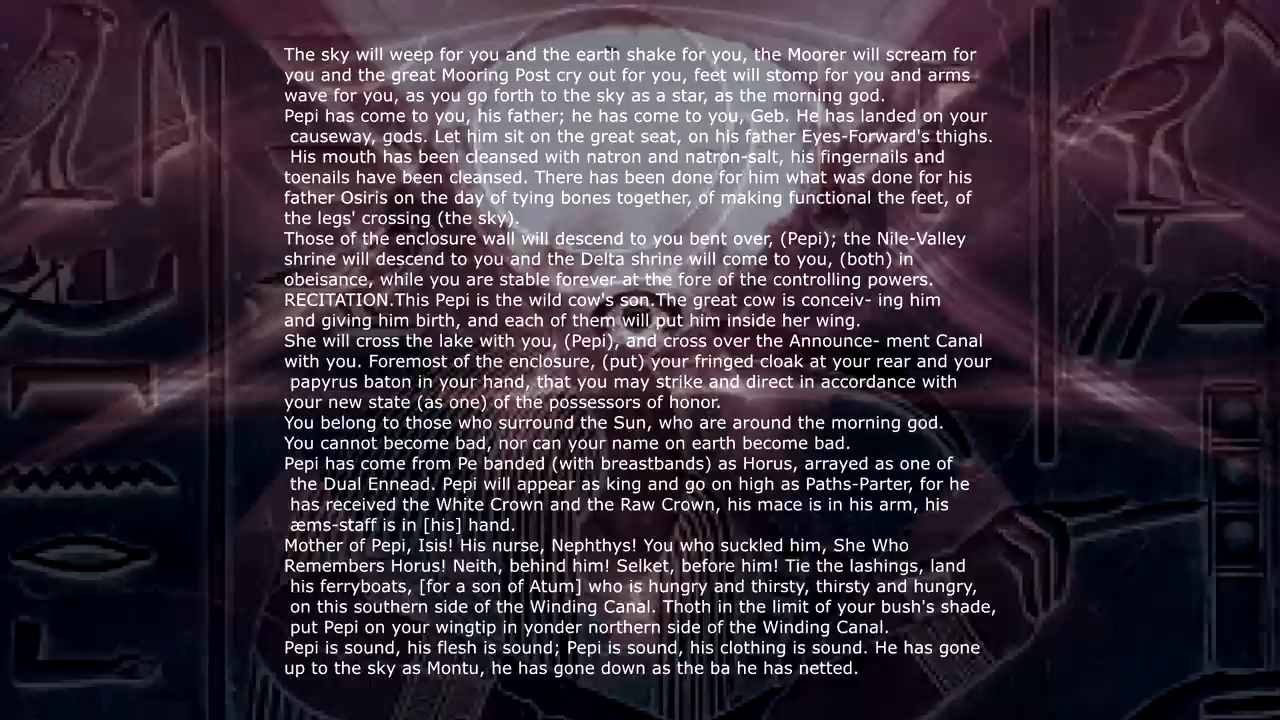 The sky will weep for you and the earth shake for you, the Moorer will scream for
you and the great Mooring Post cry out for you, feet will stomp for you and arms
wave for you, as you go forth to the sky as a star, as the morning god.
Pepi has come to you, his father; he has come to you, Geb. He has landed on your
causeway, gods. Let him sit on the great seat, on his father Eyes-Forward's thighs.
His mouth has been cleansed with natron and natron-salt, his fingernails and
toenails have been cleansed. There has been done for him what was done for his
father Osiris on the day of tying bones together, of making functional the feet, of
the legs' crossing (the sky).
Those of the enclosure wall will descend to you bent over, (Pepi); the Nile-Valley
shrine will descend to you and the Delta shrine will come to you, (both) in
obeisance, while you are stable forever at the fore of the controlling powers.
RECITATION.This Pepi is the wild cow's son.The great cow is conceiv- ing him
and giving him birth, and each of them will put him inside her wing.
She will cross the lake with you, (Pepi), and cross over the Announce- ment Canal
with you. Foremost of the enclosure, (put) your fringed cloak at your rear and your
papyrus baton in your hand, that you may strike and direct in accordance with
your new state (as one) of the possessors of honor.
You belong to those who surround the Sun, who are around the morning god.
You cannot become bad, nor can your name on earth become bad.
Pepi has come from Pe banded (with breastbands) as Horus, arrayed as one of
the Dual Ennead. Pepi will appear as king and go on high as Paths-Parter, for he
has received the White Crown and the Raw Crown, his mace is in his arm, his
æms-staff is in [his] hand.
Mother of Pepi, Isis! His nurse, Nephthys! You who suckled him, She Who
Remembers Horus! Neith, behind him! Selket, before him! Tie the lashings, land
his ferryboats, [for a son of Atum] who is hungry and thirsty, thirsty and hungry,
on this southern side of the Winding Canal. Thoth in the limit of your bush's shade,
put Pepi on your wingtip in yonder northern side of the Winding Canal.
Pepi is sound, his flesh is sound; Pepi is sound, his clothing is sound. He has gone
up to the sky as Montu, he has gone down as the ba he has netted.